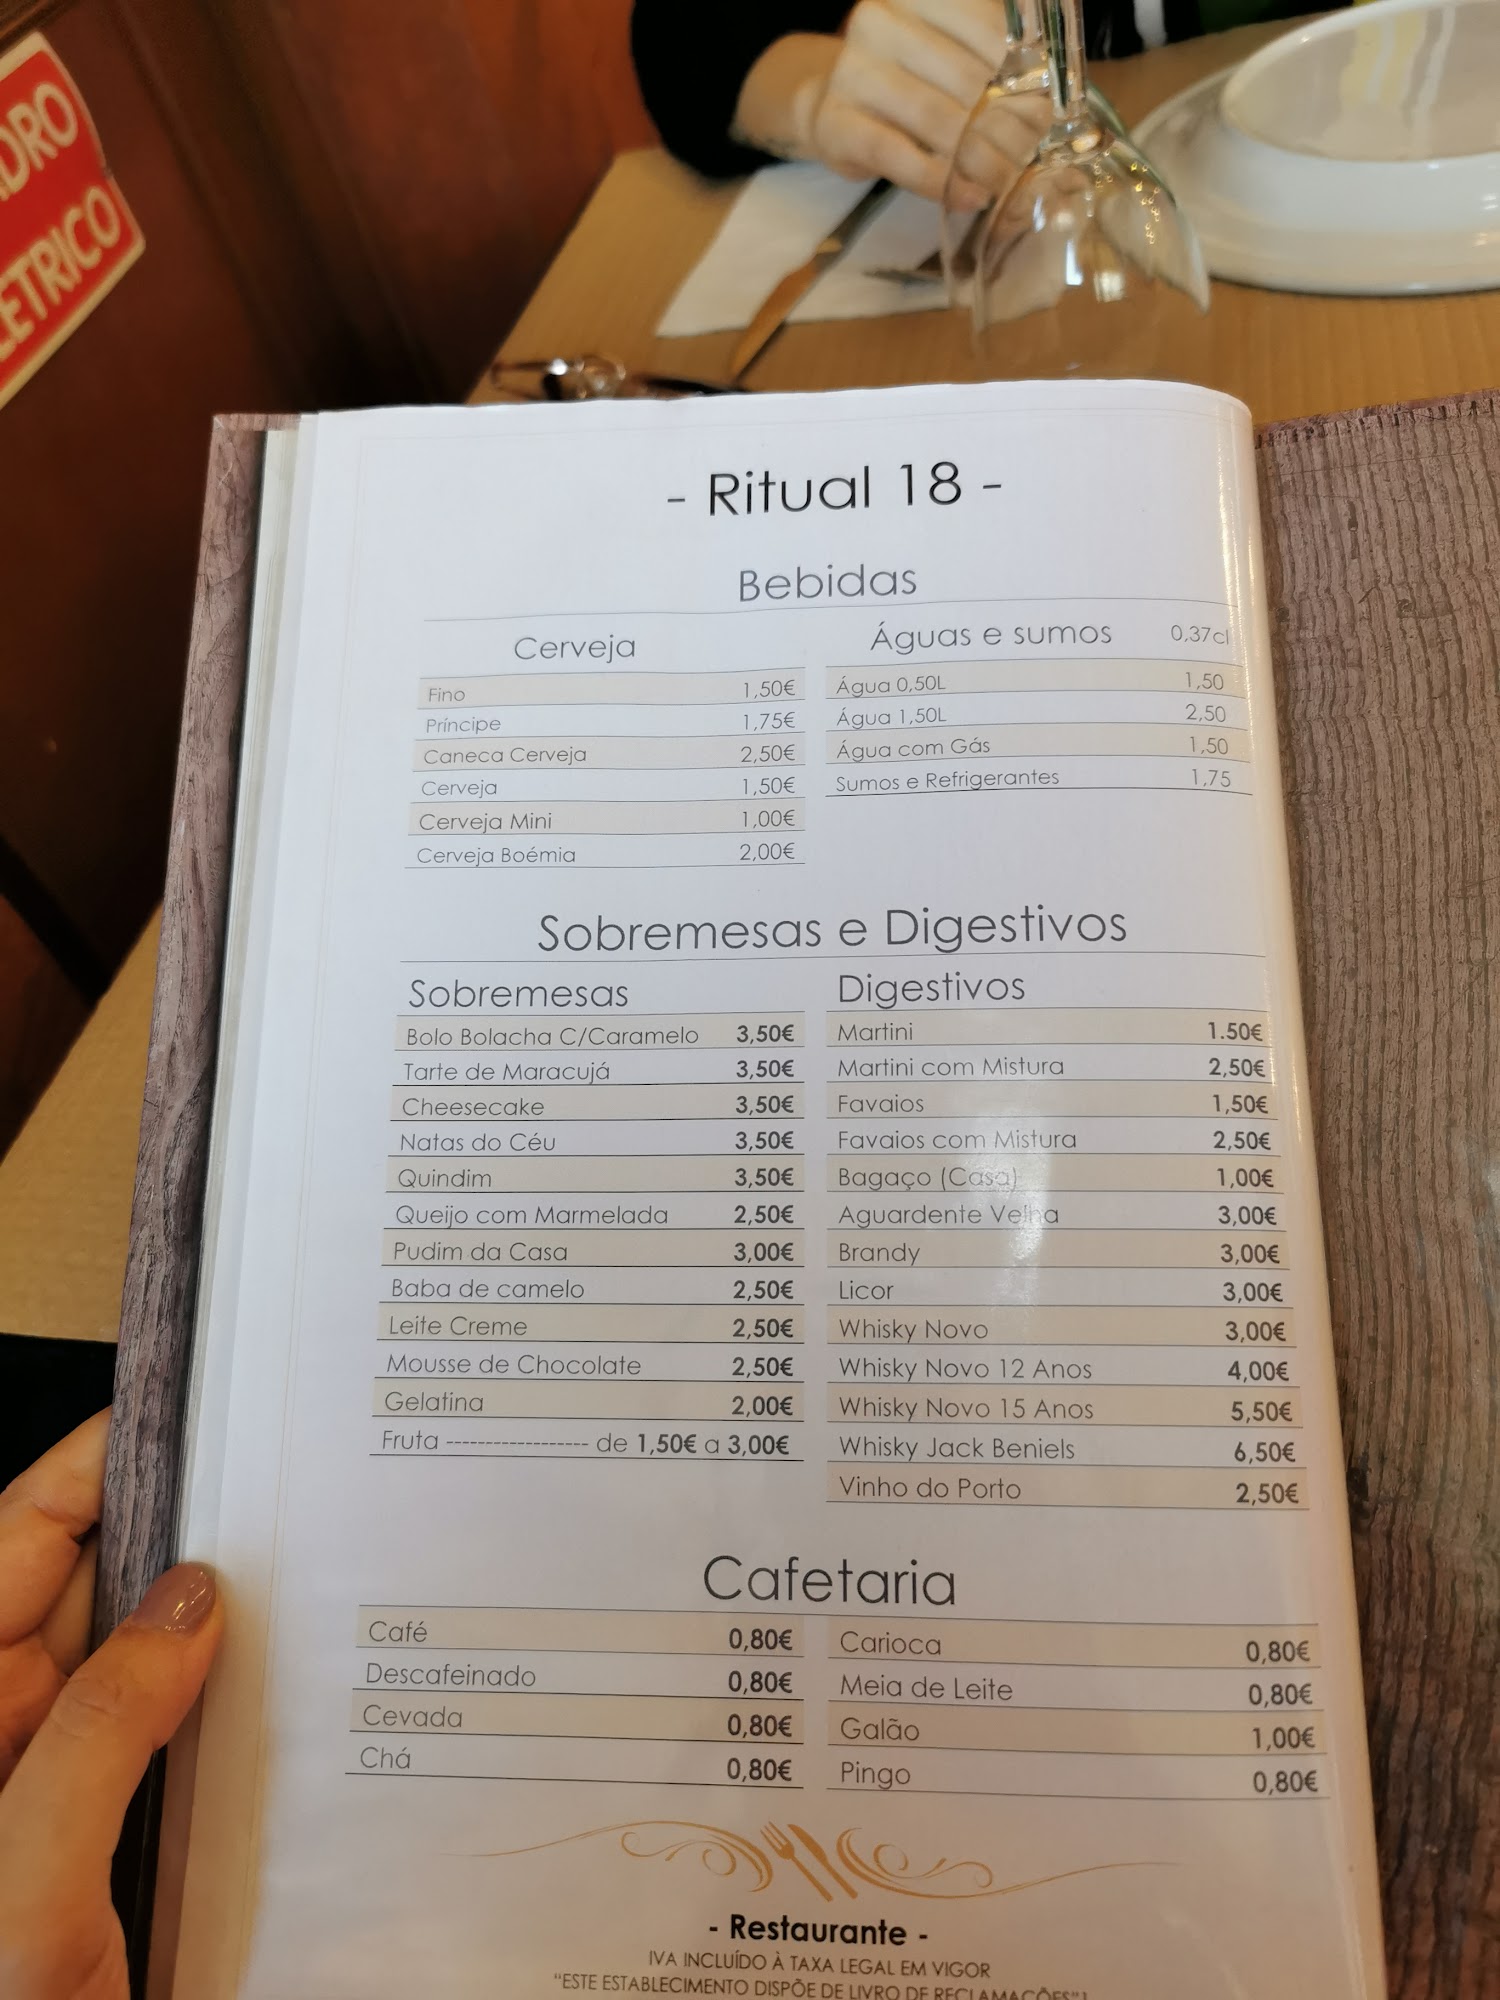 DRO
ETRICO
- Ritual 18 -
Bebidas
Cerveja
Fino 1,50€
Príncipe 1,75€
Caneca Cerveja 2,50€
Cerveja 1,50€
Cerveja Mini 1,00€
Cerveja Boémia 2,00€
Águas e sumos 0,37cl
Água 0,50L 1,50
Água 1,50L 2,50
Água com Gás 1,50
Sumos e Refrigerantes 1,75
Sobremesas e Digestivos
Sobremesas
Bolo Bolacha C/Caramelo 3,50€
Tarte de Maracujá 3,50€
Cheesecake 3,50€
Natas do Céu 3,50€
Quindim 3,50€
Queijo com Marmelada 2,50€
Pudim da Casa 3,00€
Baba de camelo 2,50€
Leite Creme 2,50€
Mousse de Chocolate 2,50€
Gelatina 2,00€
Fruta ------------------ de 1,50€ a 3,00€
Digestivos
Martini 1.50€
Martini com Mistura 2,50€
Favaios 1,50€
Favaios com Mistura 2,50€
Bagaço (Casa) 1,00€
Aguardente Velha 3,00€
Brandy 3,00€
Licor 3,00€
Whisky Novo 3,00€
Whisky Novo 12 Anos 4,00€
Whisky Novo 15 Anos 5,50€
Whisky Jack Beniels 6,50€
Vinho do Porto 2,50€
Cafetaria
Café 0,80€
Descafeinado 0,80€
Cevada 0,80€
Chá 0,80€
Carioca 0,80€
Meia de Leite 0,80€
Galão 1,00€
Pingo 0,80€
- Restaurante -
IVA INCLUÍDO À TAXA LEGAL EM VIGOR
"ESTE ESTABLECIMENTO DISPÕE DE LIVRO DE RECLAMAÇÕES"